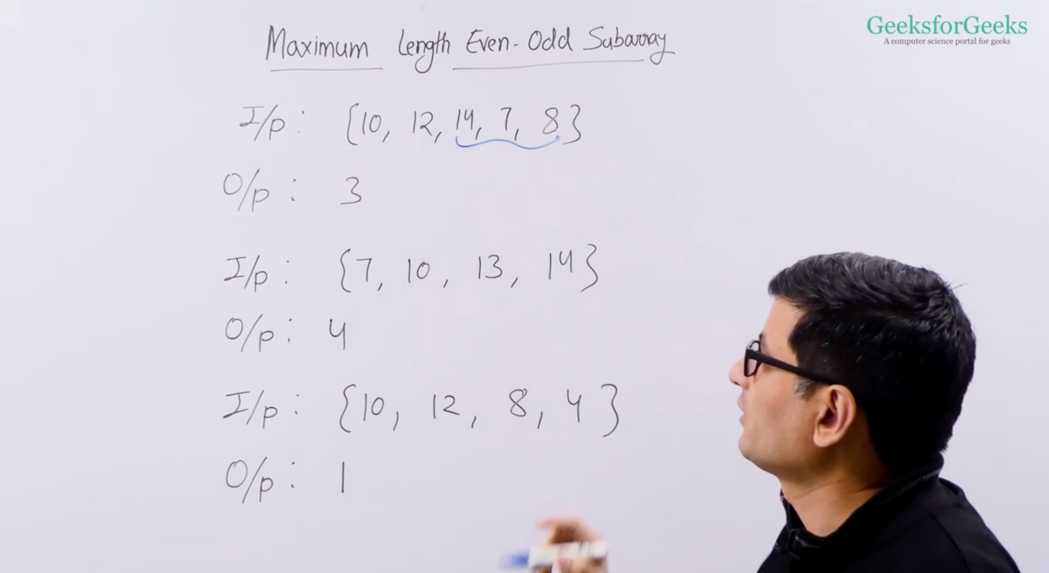 GeeksforGeeks
A computer science portal for geeks
Maximum Length Even-Odd Subarray
I/p : {10, 12, 14, 7, 8}
O/p : 3
I/p : {7, 10, 13, 14}
O/p : 4
I/p : {10, 12, 8, 4}
O/p : 1